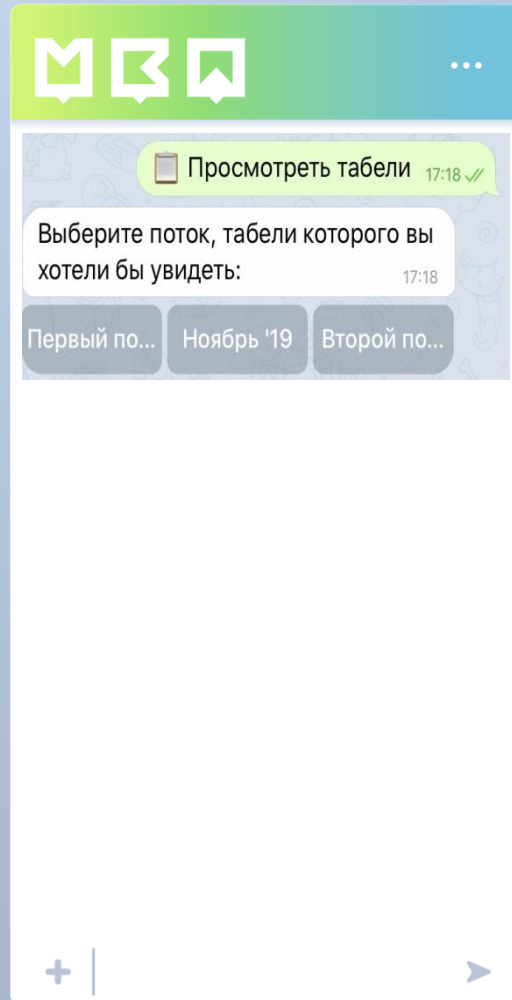 📋 Просмотреть табели 17:18
Выберите поток, табели которого вы
хотели бы увидеть: 17:18
Первый по... Ноябрь '19 Второй по...